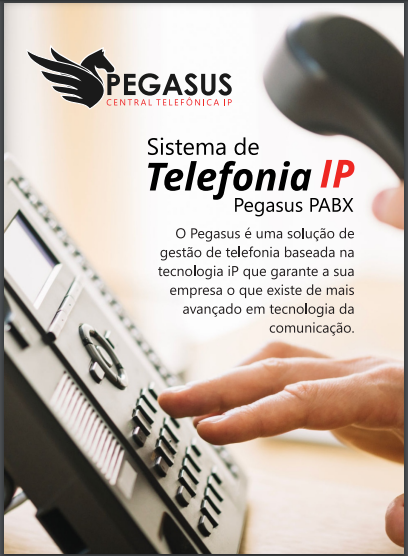 PEGASUS
CENTRAL TELEFÔNICA IP
Sistema de
Telefonia IP
Pegasus PABX
O Pegasus é uma solução de
gestão de telefonia baseada na
tecnologia iP que garante a sua
empresa o que existe de mais
avançado em tecnologia da
comunicação.